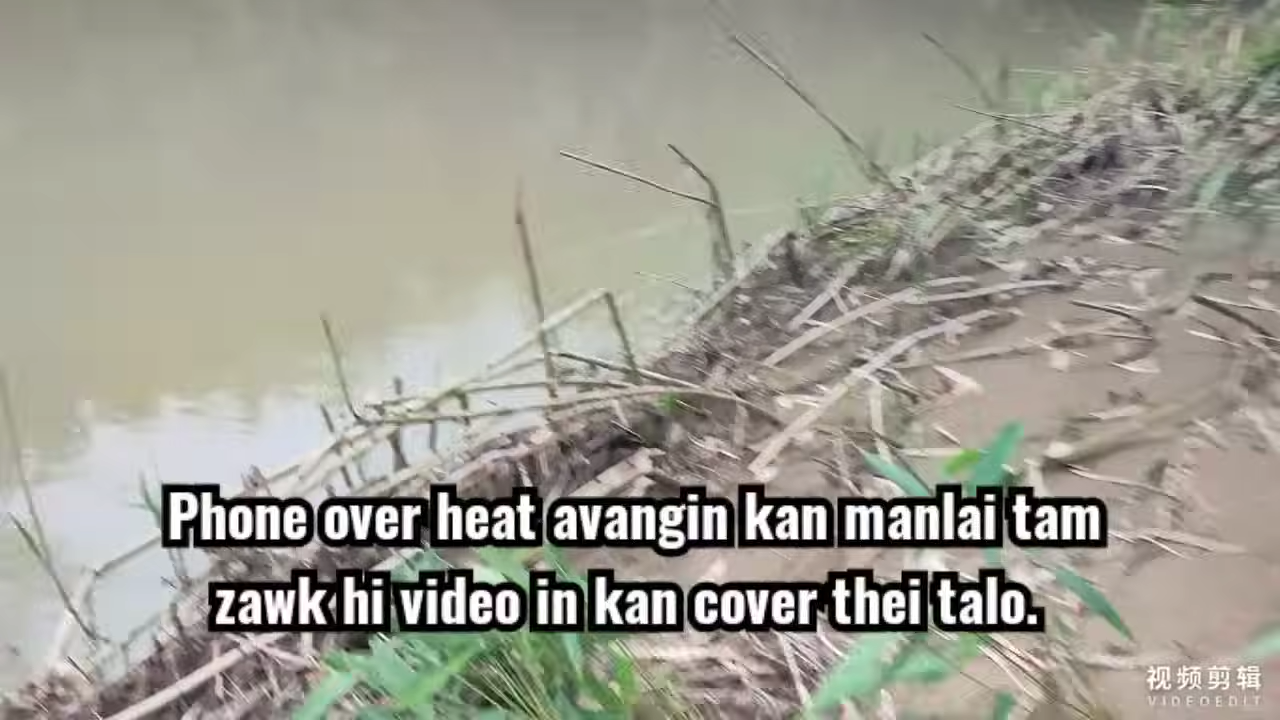 Phone over heat avangin kan manlai tam
zawk hi video in kan cover thei talo.
视频剪辑
VIDEOEDIT